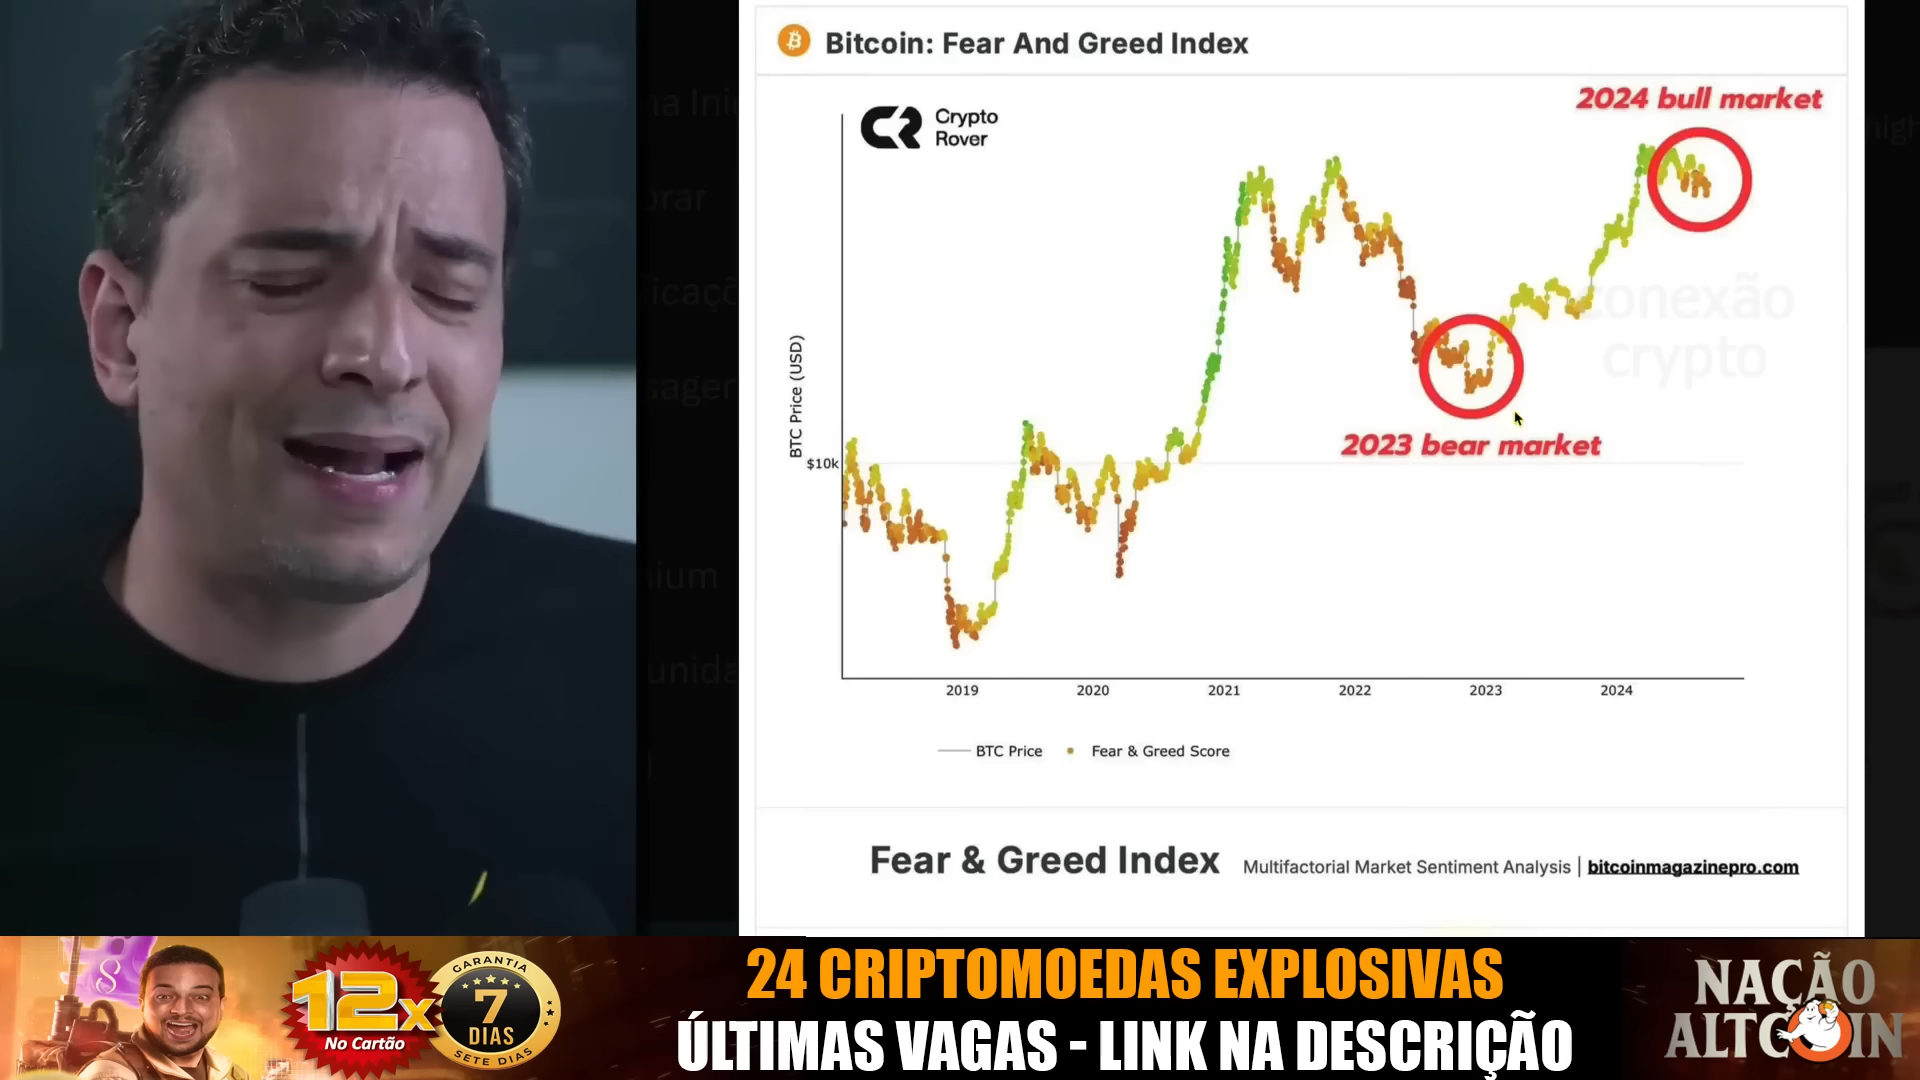 Bitcoin: Fear And Greed Index
Crypto
Rover
2024 bull market
conexão
crypto
BTC Price (USD)
$10k
2023 bear market
2019
2020
2021
2022
2023
2024
BTC Price
Fear & Greed Score
Fear & Greed Index
Multifactorial Market Sentiment Analysis | bitcoinmagazinepro.com
12x
No Cartão
GARANTIA
7
DIAS
SETE DIAS
24 CRIPTOMOEDAS EXPLOSIVAS
ÚLTIMAS VAGAS - LINK NA DESCRIÇÃO
NAÇÃO
ALTCOIN